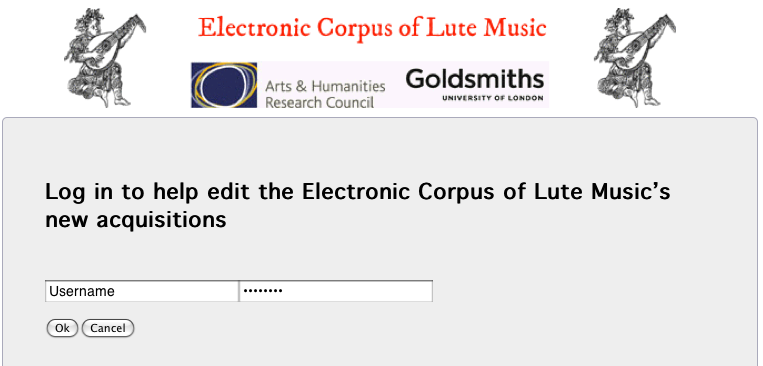 Electronic Corpus of Lute Music
Arts & Humanities
Research Council
Goldsmiths
UNIVERSITY OF LONDON
Log in to help edit the Electronic Corpus of Lute Music's
new acquisitions
Username
••••••••
Ok Cancel